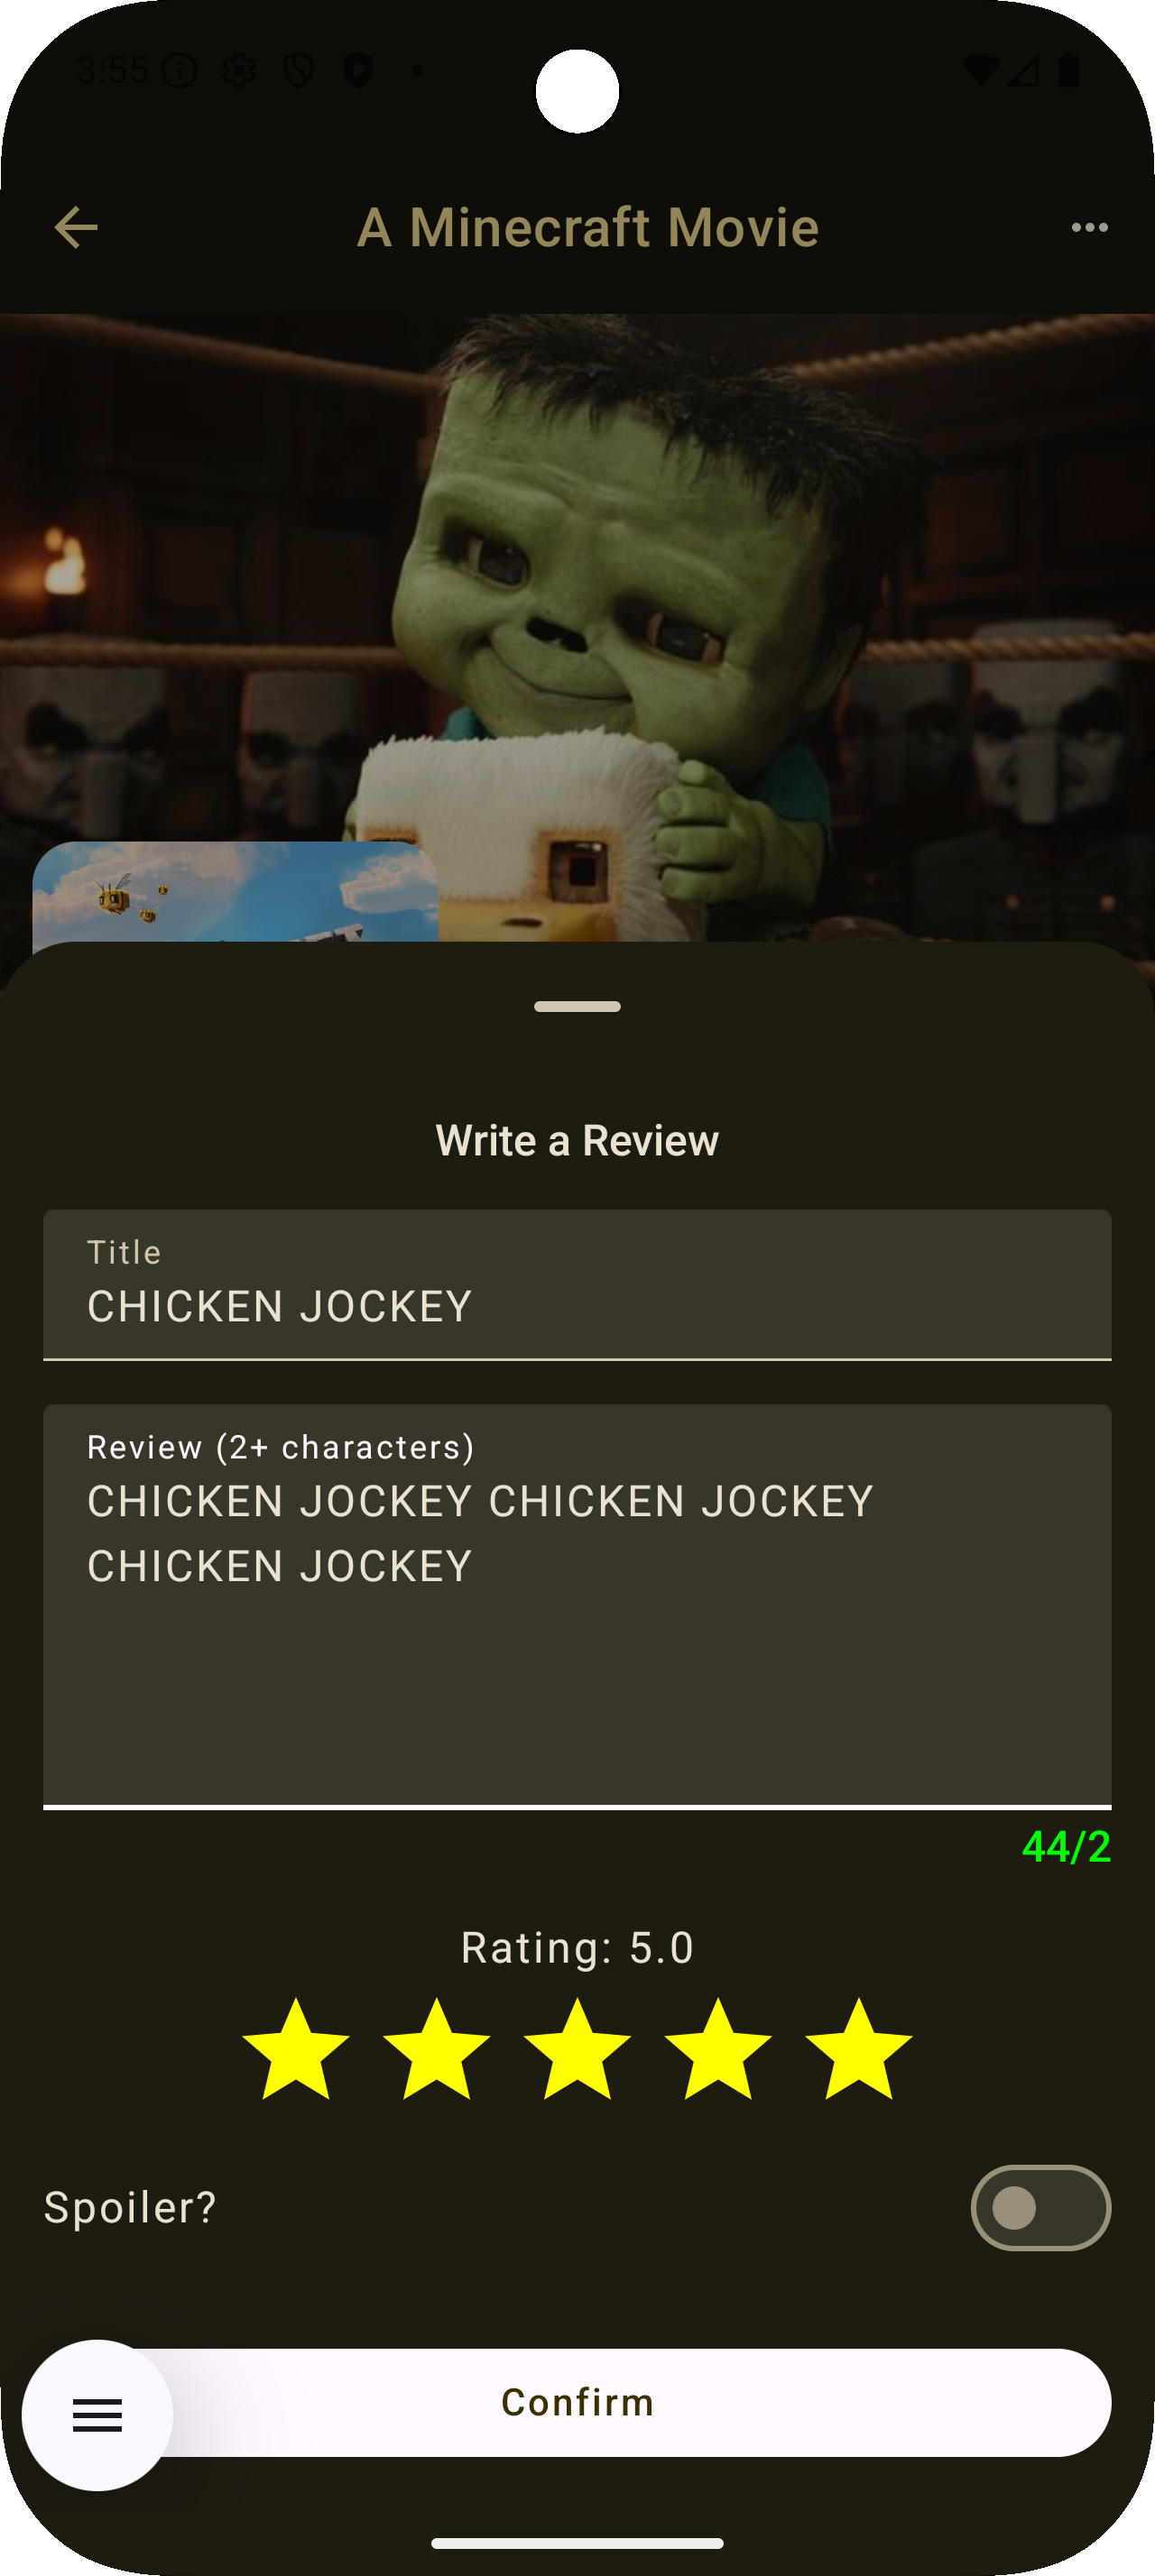 3:55
A Minecraft Movie
Write a Review
Title
CHICKEN JOCKEY
Review (2+ characters)
CHICKEN JOCKEY CHICKEN JOCKEY
CHICKEN JOCKEY
44/2
Rating: 5.0
Spoiler?
Confirm